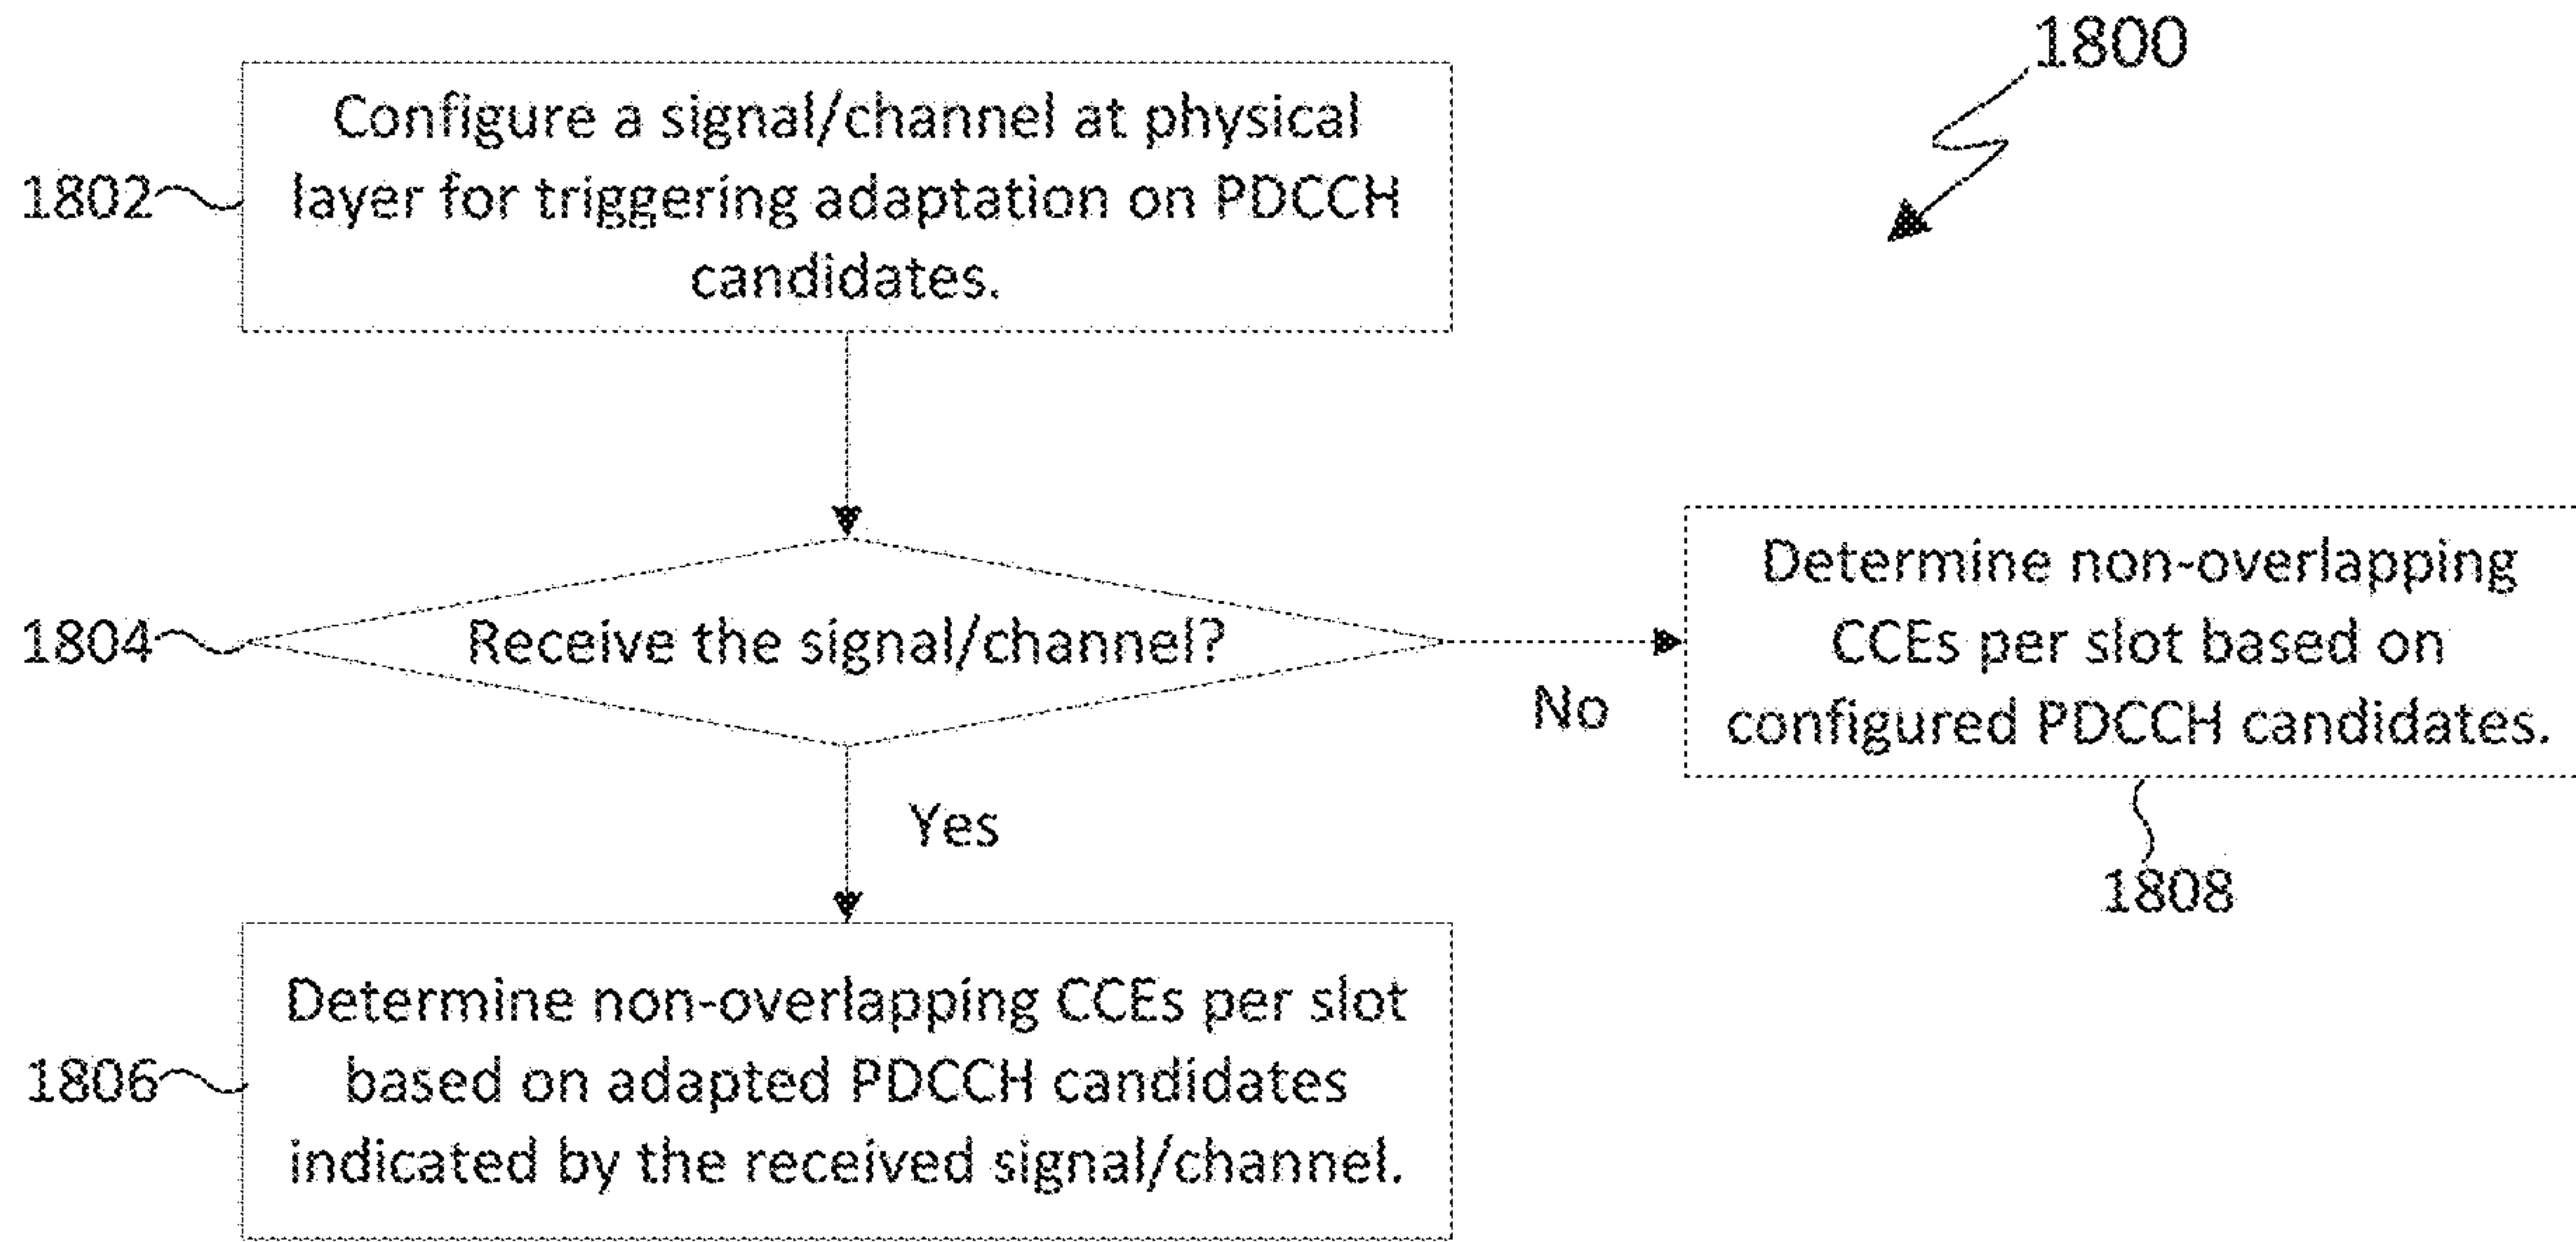 1800
Configure a signal/channel at physical
layer for triggering adaptation on PDCCH
candidates.
1802
Receive the signal/channel?
1804
No
Determine non-overlapping
CCEs per slot based on
configured PDCCH candidates.
1808
Yes
Determine non-overlapping CCEs per slot
based on adapted PDCCH candidates
indicated by the received signal/channel.
1806